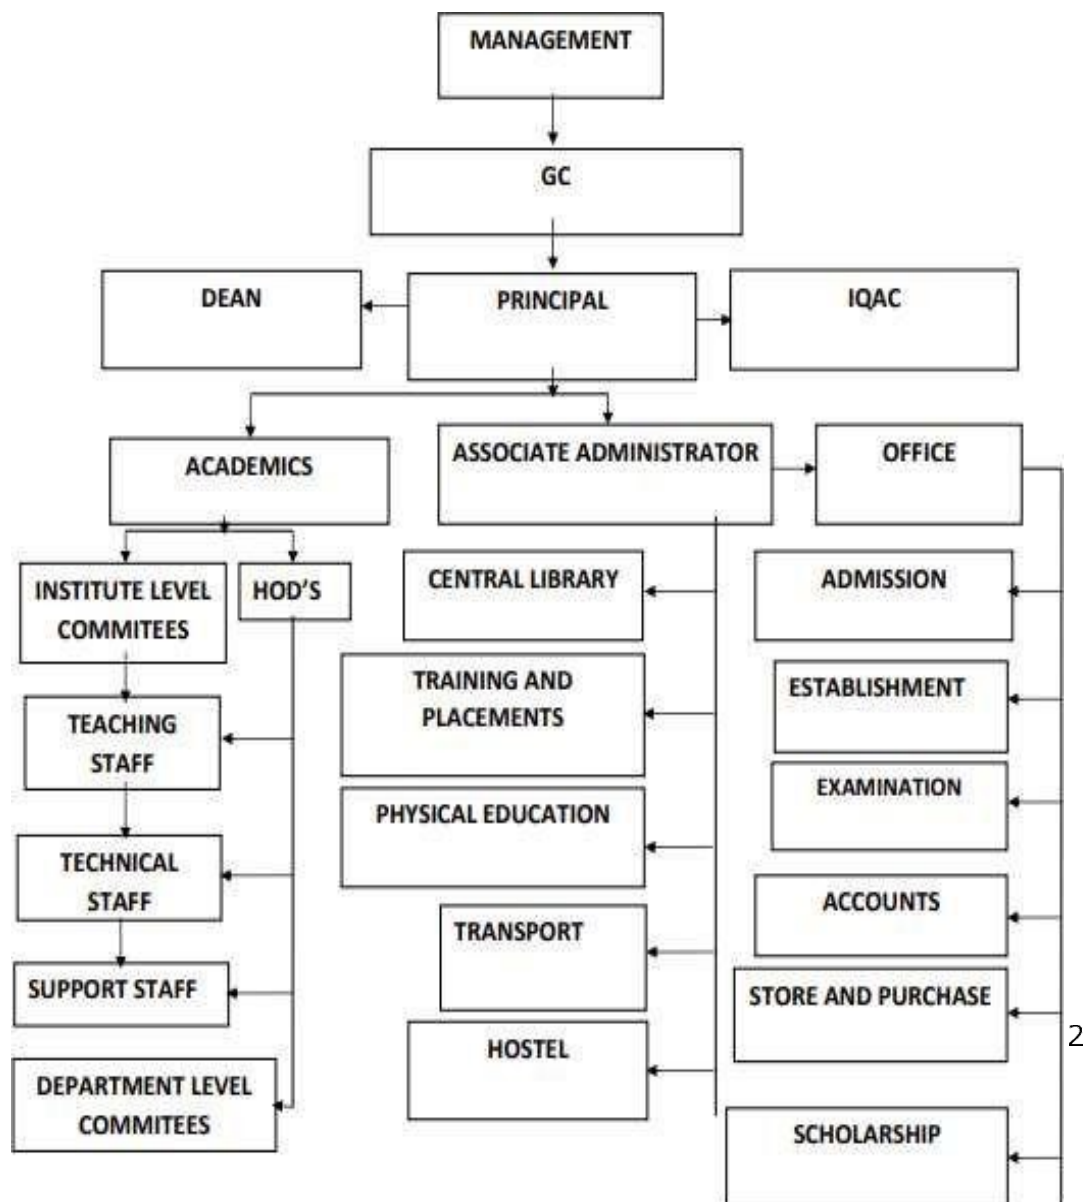 MANAGEMENT
GC
DEAN
PRINCIPAL
IQAC
ACADEMICS
ASSOCIATE ADMINISTRATOR
OFFICE
INSTITUTE LEVEL
COMMITEES
HOD'S
CENTRAL LIBRARY
ADMISSION
TRAINING AND
PLACEMENTS
ESTABLISHMENT
TEACHING
STAFF
EXAMINATION
PHYSICAL EDUCATION
TECHNICAL
STAFF
ACCOUNTS
TRANSPORT
SUPPORT STAFF
STORE AND PURCHASE
2
HOSTEL
DEPARTMENT LEVEL
COMMITEES
SCHOLARSHIP